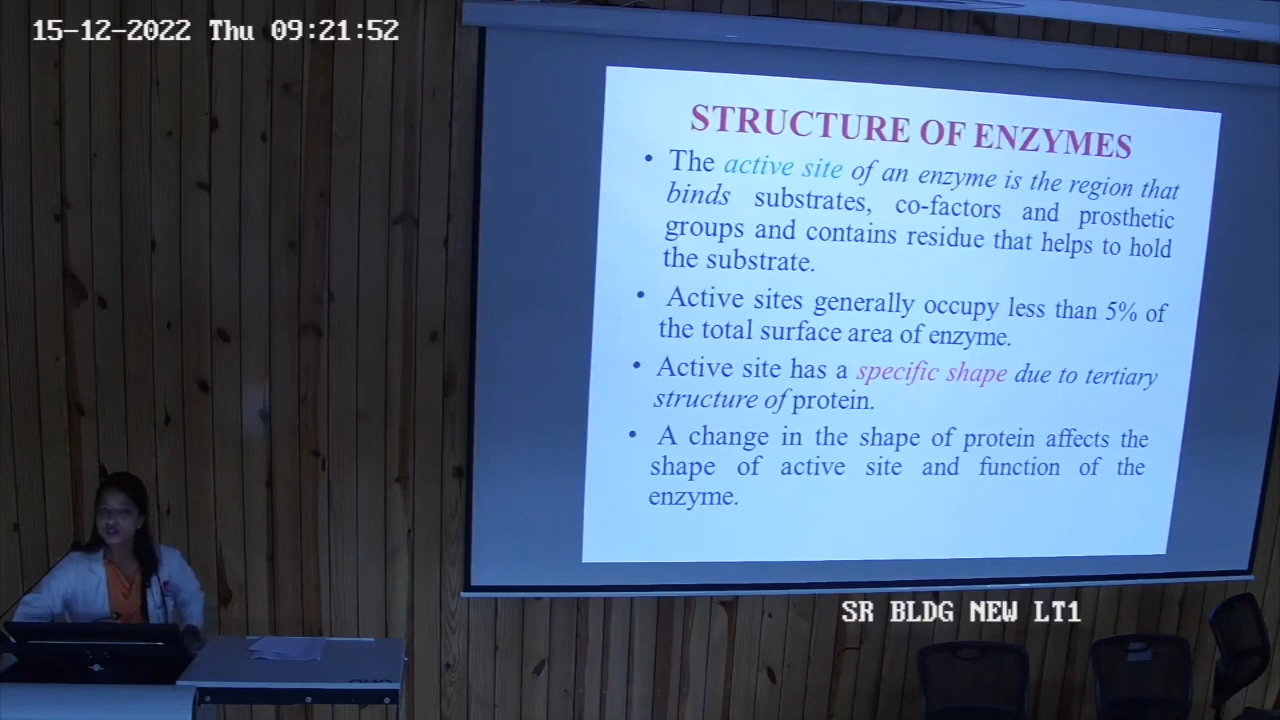 15-12-2022 Thu 09:21:52
STRUCTURE OF ENZYMES
• The active site of an enzyme is the region that
binds substrates, co-factors and prosthetic
groups and contains residue that helps to hold
the substrate.
• Active sites generally occupy less than 5% of
the total surface area of enzyme.
• Active site has a specific shape due to tertiary
structure of protein.
• A change in the shape of protein affects the
shape of active site and function of the
enzyme.
SR BLDG NEW LT1